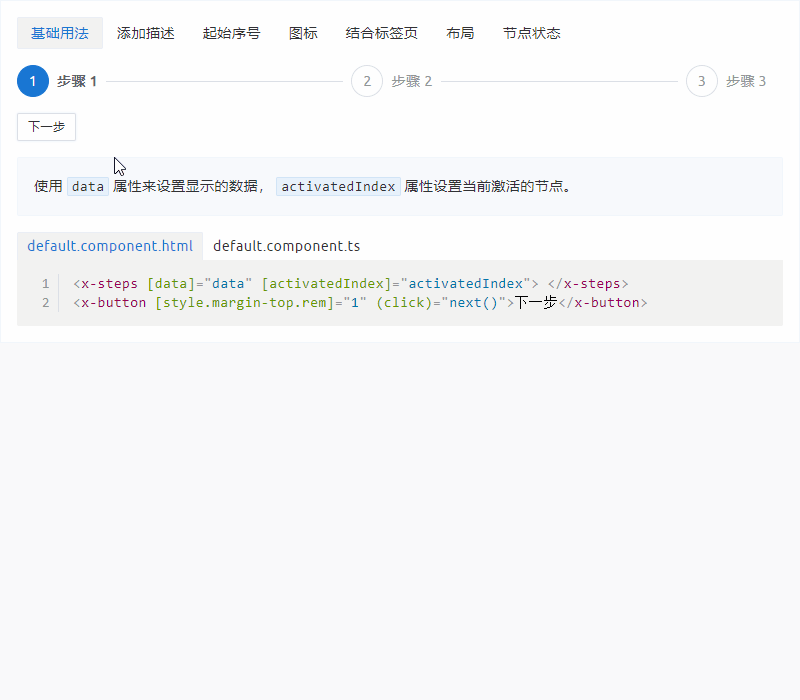 基础用法 添加描述 起始序号 图标 结合标签页 布局 节点状态
1 步骤 1 2 步骤 2 3 步骤 3
下一步
使用 data 属性来设置显示的数据， activatedIndex 属性设置当前激活的节点。
default.component.html default.component.ts
1 <x-steps [data]="data" [activatedIndex]="activatedIndex"> </x-steps>
2 <x-button [style.margin-top.rem]="1" (click)="next()">下一步</x-button>